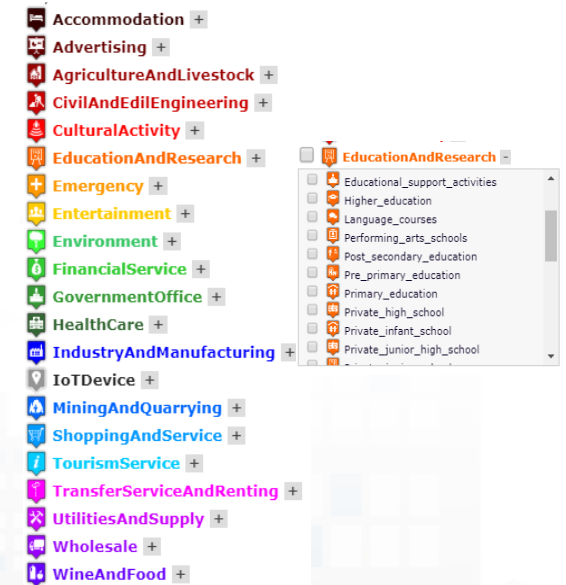 Accommodation +
Advertising +
AgricultureAndLivestock +
CivilAndEdilEngineering +
CulturalActivity +
EducationAndResearch +
Emergency +
Entertainment +
Environment +
FinancialService +
GovernmentOffice +
HealthCare +
IndustryAndManufacturing +
IoTDevice +
MiningAndQuarrying +
ShoppingAndService +
TourismService +
TransferServiceAndRenting +
UtilitiesAndSupply +
Wholesale +
WineAndFood +
EducationAndResearch -
Educational_support_activities
Higher_education
Language_courses
Performing_arts_schools
Post_secondary_education
Pre_primary_education
Primary_education
Private_high_school
Private_infant_school
Private_junior_high_school